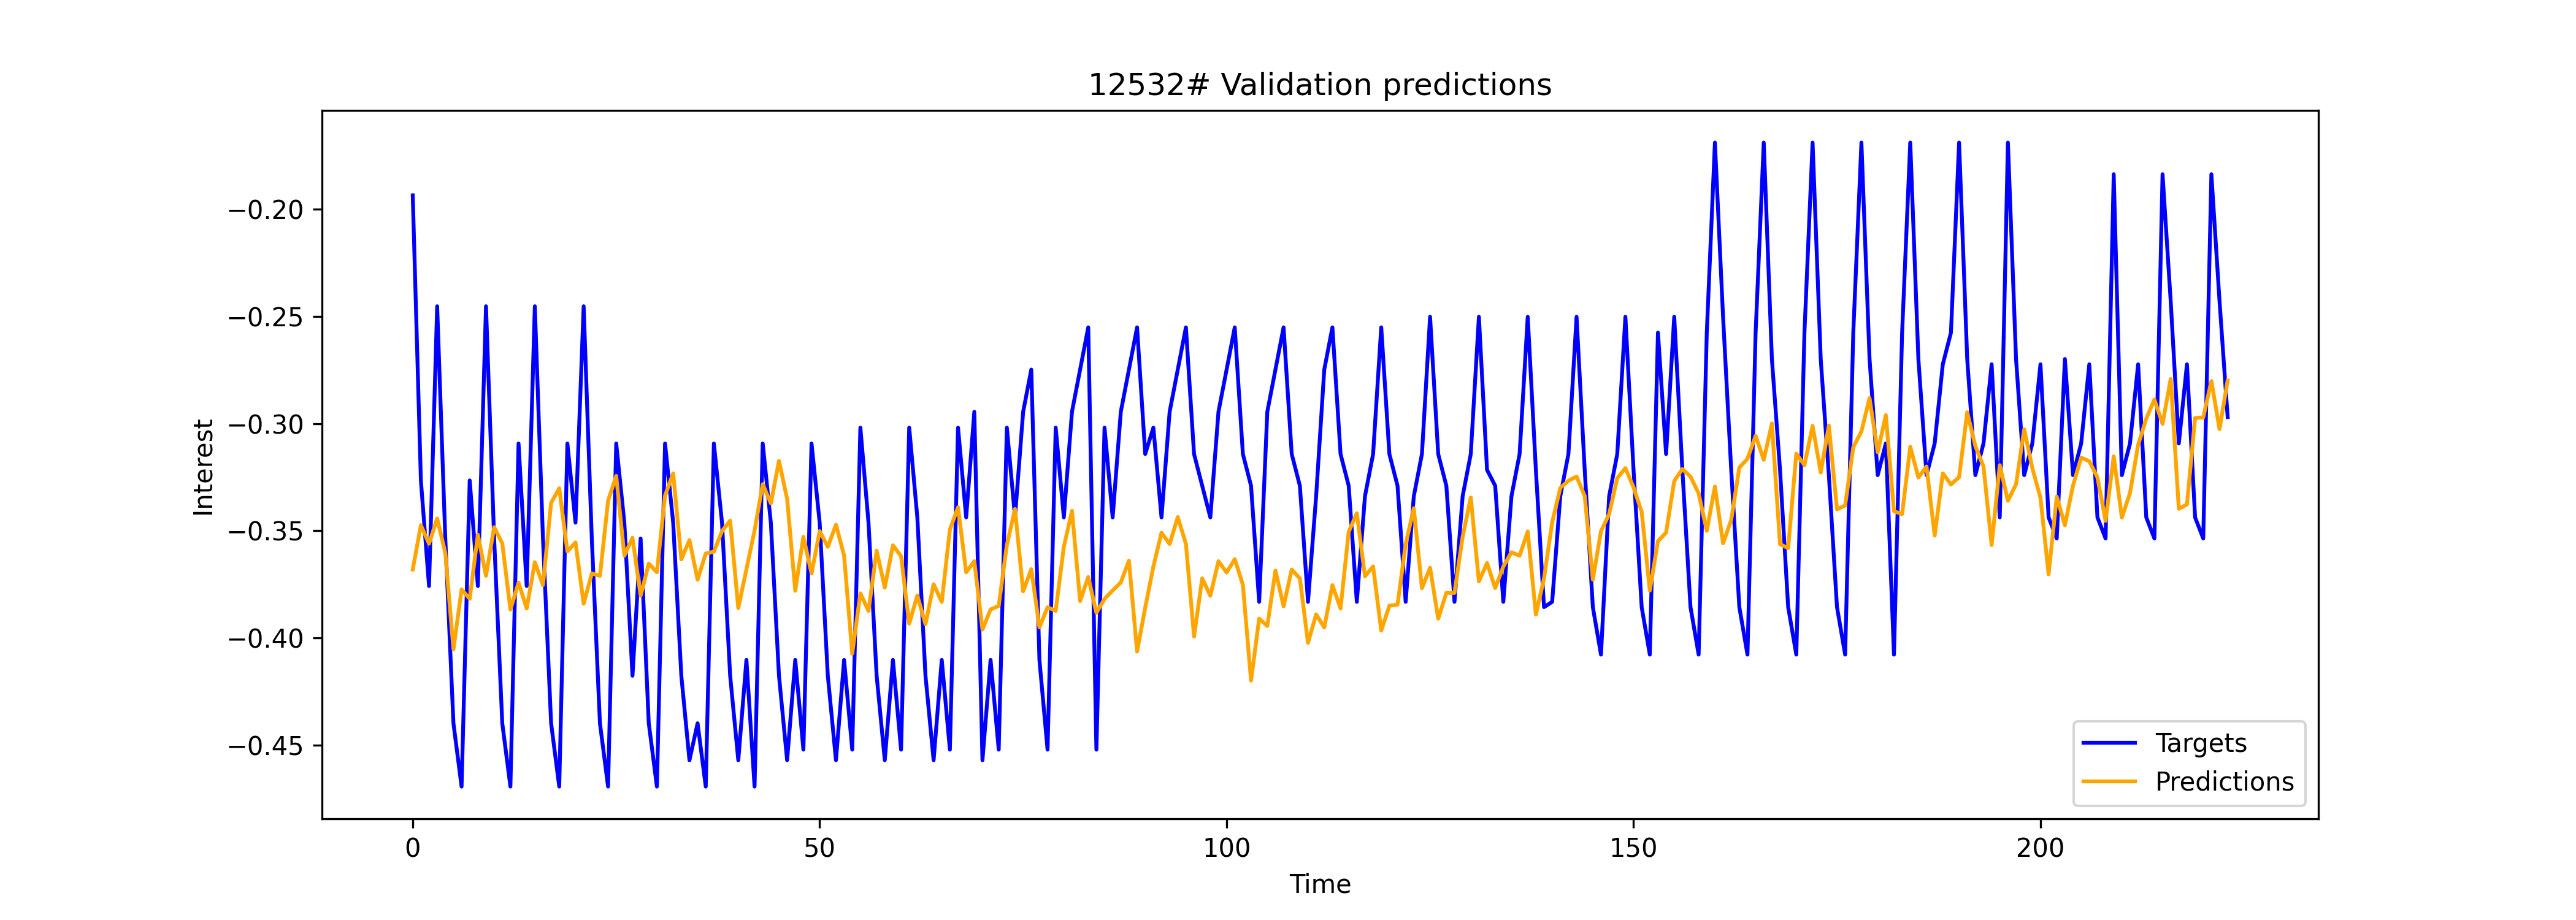 12532# Validation predictions
Interest
−0.20
−0.25
−0.30
−0.35
−0.40
−0.45
0
50
100
150
200
Time
Targets
Predictions